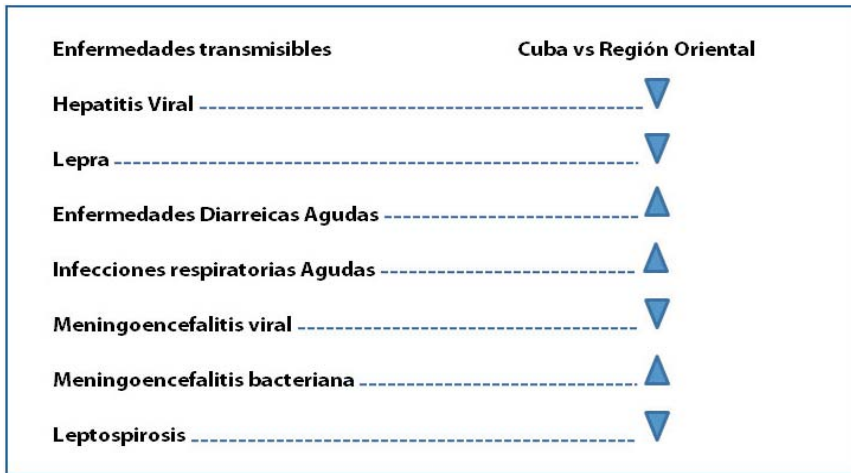 Enfermedades transmisibles Cuba vs Región Oriental
Hepatitis Viral
Lepra
Enfermedades Diarreicas Agudas
Infecciones respiratorias Agudas
Meningoencefalitis viral
Meningoencefalitis bacteriana
Leptospirosis